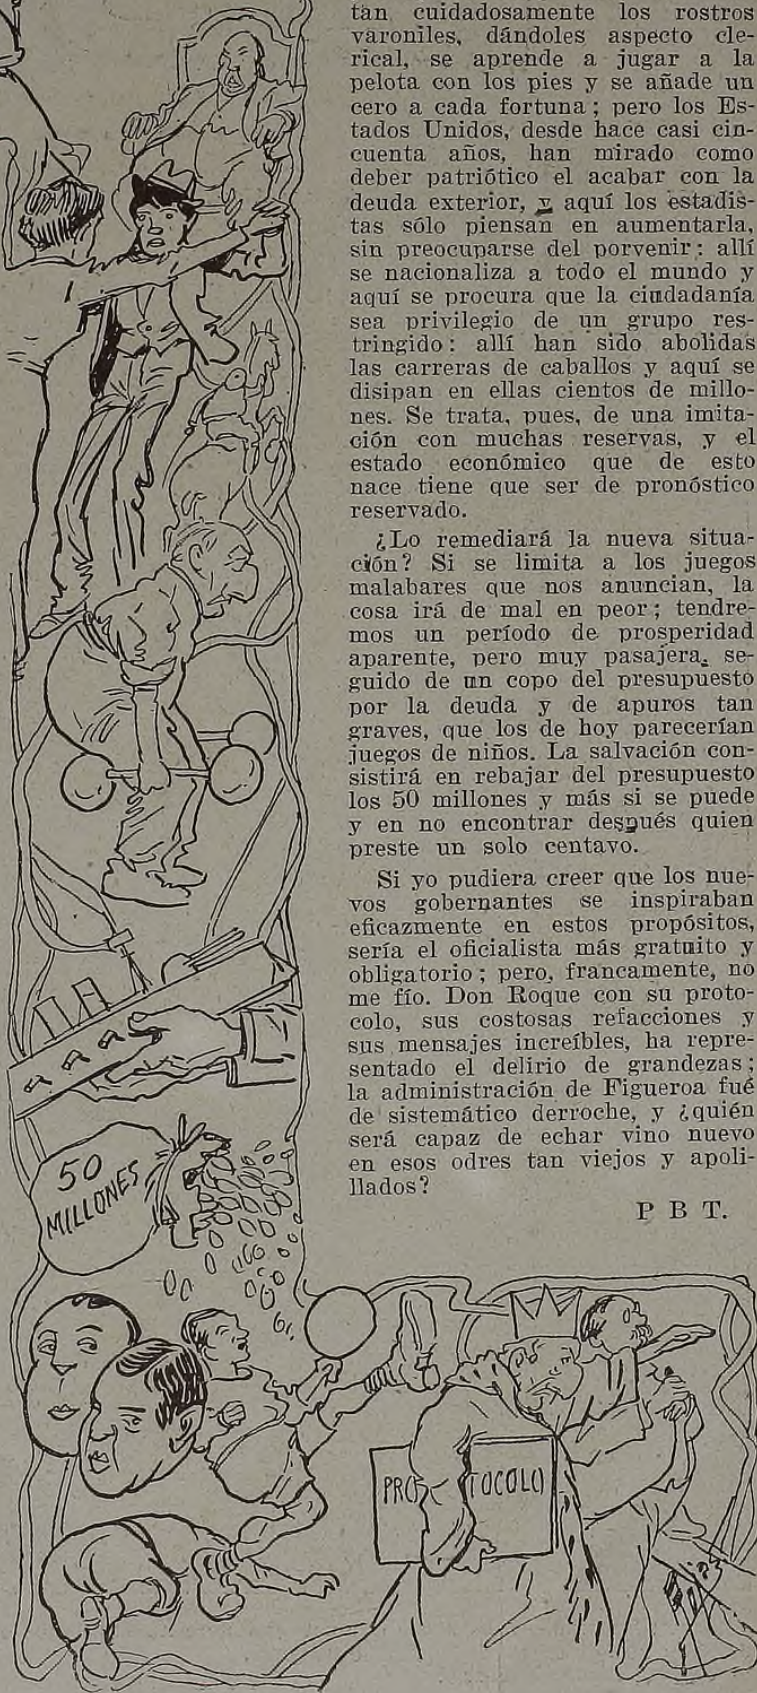 tan cuidadosamente los rostros
varoniles, dándoles aspecto cle-
rical, se aprende a jugar a la
pelota con los pies y se añade un
cero a cada fortuna; pero los Es-
tados Unidos, desde hace casi cin-
cuenta años, han mirado como
deber patriótico el acabar con la
deuda exterior, y aquí los estadis-
tas sólo piensan en aumentarla,
sin preocuparse del porvenir; allí
se nacionaliza a todo el mundo y
aquí se procura que la ciudadanía
sea privilegio de un grupo res-
tringido: allí han sido abolidas
las carreras de caballos y aquí se
disipan en ellas cientos de millo-
nes. Se trata, pues, de una imita-
ción con muchas reservas, y el
estado económico que de esto
nace tiene que ser de pronóstico
reservado.
¿Lo remediará la nueva situa-
ción? Si se limita a los juegos
malabares que nos anuncian, la
cosa irá de mal en peor; tendre-
mos un período de prosperidad
aparente, pero muy pasajera, se-
guido de un copo del presupuesto
por la deuda y de apuros tan
graves, que los de hoy parecerían
juegos de niños. La salvación con-
sistirá en rebajar del presupuesto
los 50 millones y más si se puede
y en no encontrar después quien
preste un solo centavo.
Si yo pudiera creer que los nue-
vos gobernantes se inspiraban
eficazmente en estos propósitos,
sería el oficialista más gratuito y
obligatorio; pero, francamente, no
me fío. Don Roque con su proto-
colo, sus costosas refacciones y
sus mensajes increíbles, ha repre-
sentado el delirio de grandezas;
la administración de Figueroa fué
de sistemático derroche, y ¿quién
será capaz de echar vino nuevo
en esos odres tan viejos y apoli-
llados?
P B T.
50
MILLONES
PROTOCOLO